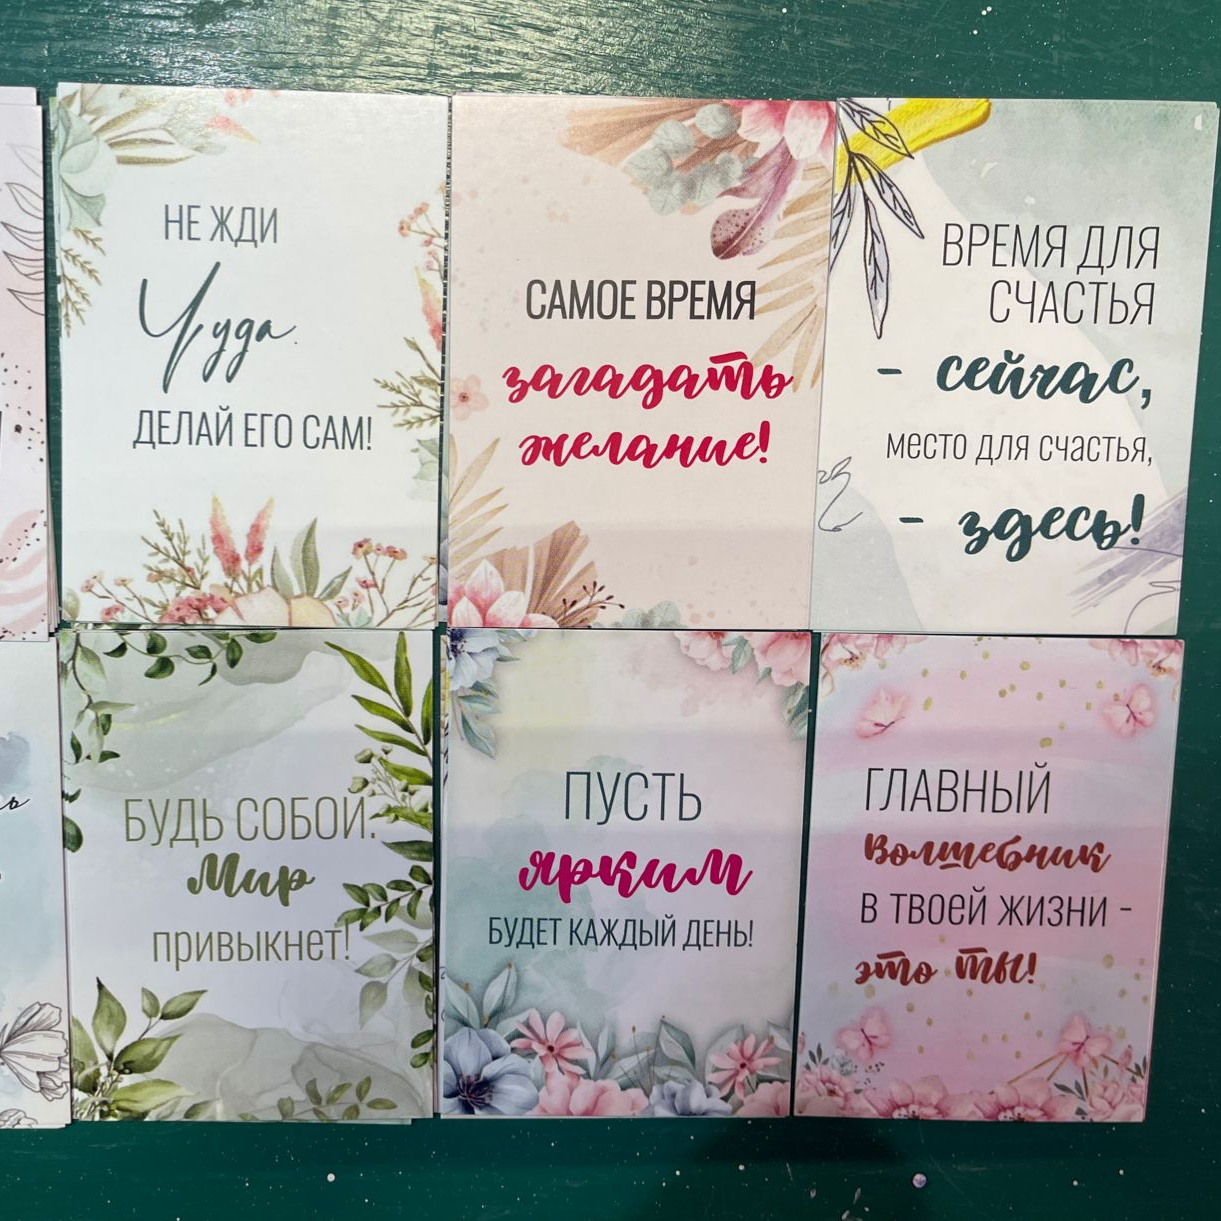 НЕ ЖДИ
Чуда.
ДЕЛАЙ ЕГО САМ!
САМОЕ ВРЕМЯ
загадать
желание!
ВРЕМЯ ДЛЯ
СЧАСТЬЯ
- сейчас,
место для счастья,
- здесь!
БУДЬ СОБОЙ.
Мир
привыкнет!
ПУСТЬ
ярким
БУДЕТ КАЖДЫЙ ДЕНЬ!
ГЛАВНЫЙ
Волшебник
В ТВОЕЙ ЖИЗНИ -
это ты!